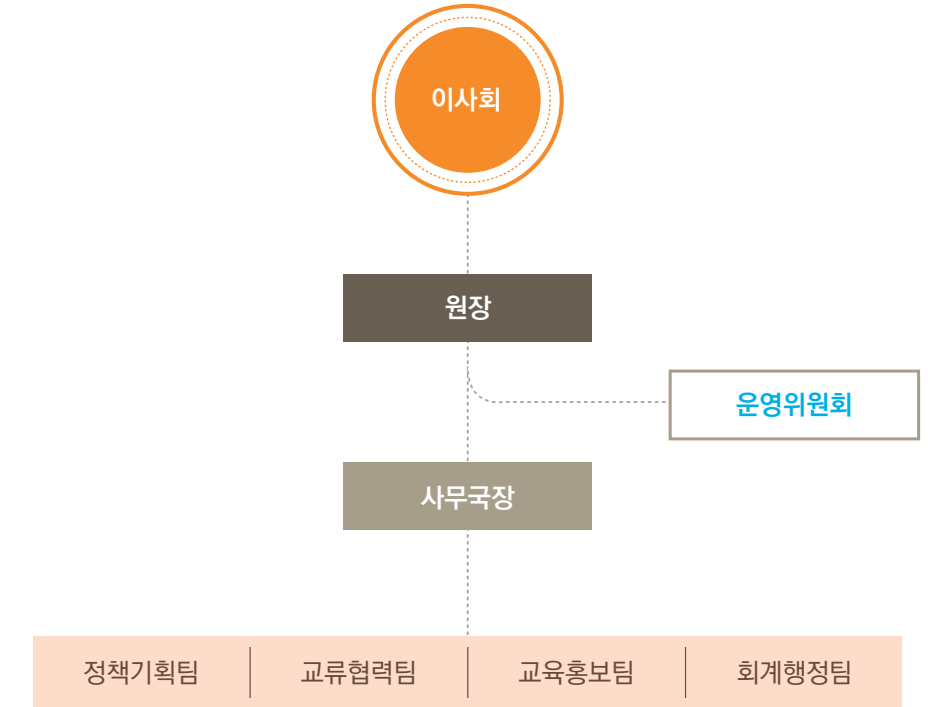 이사회
원장
운영위원회
사무국장
정책기획팀
교류협력팀
교육홍보팀
회계행정팀